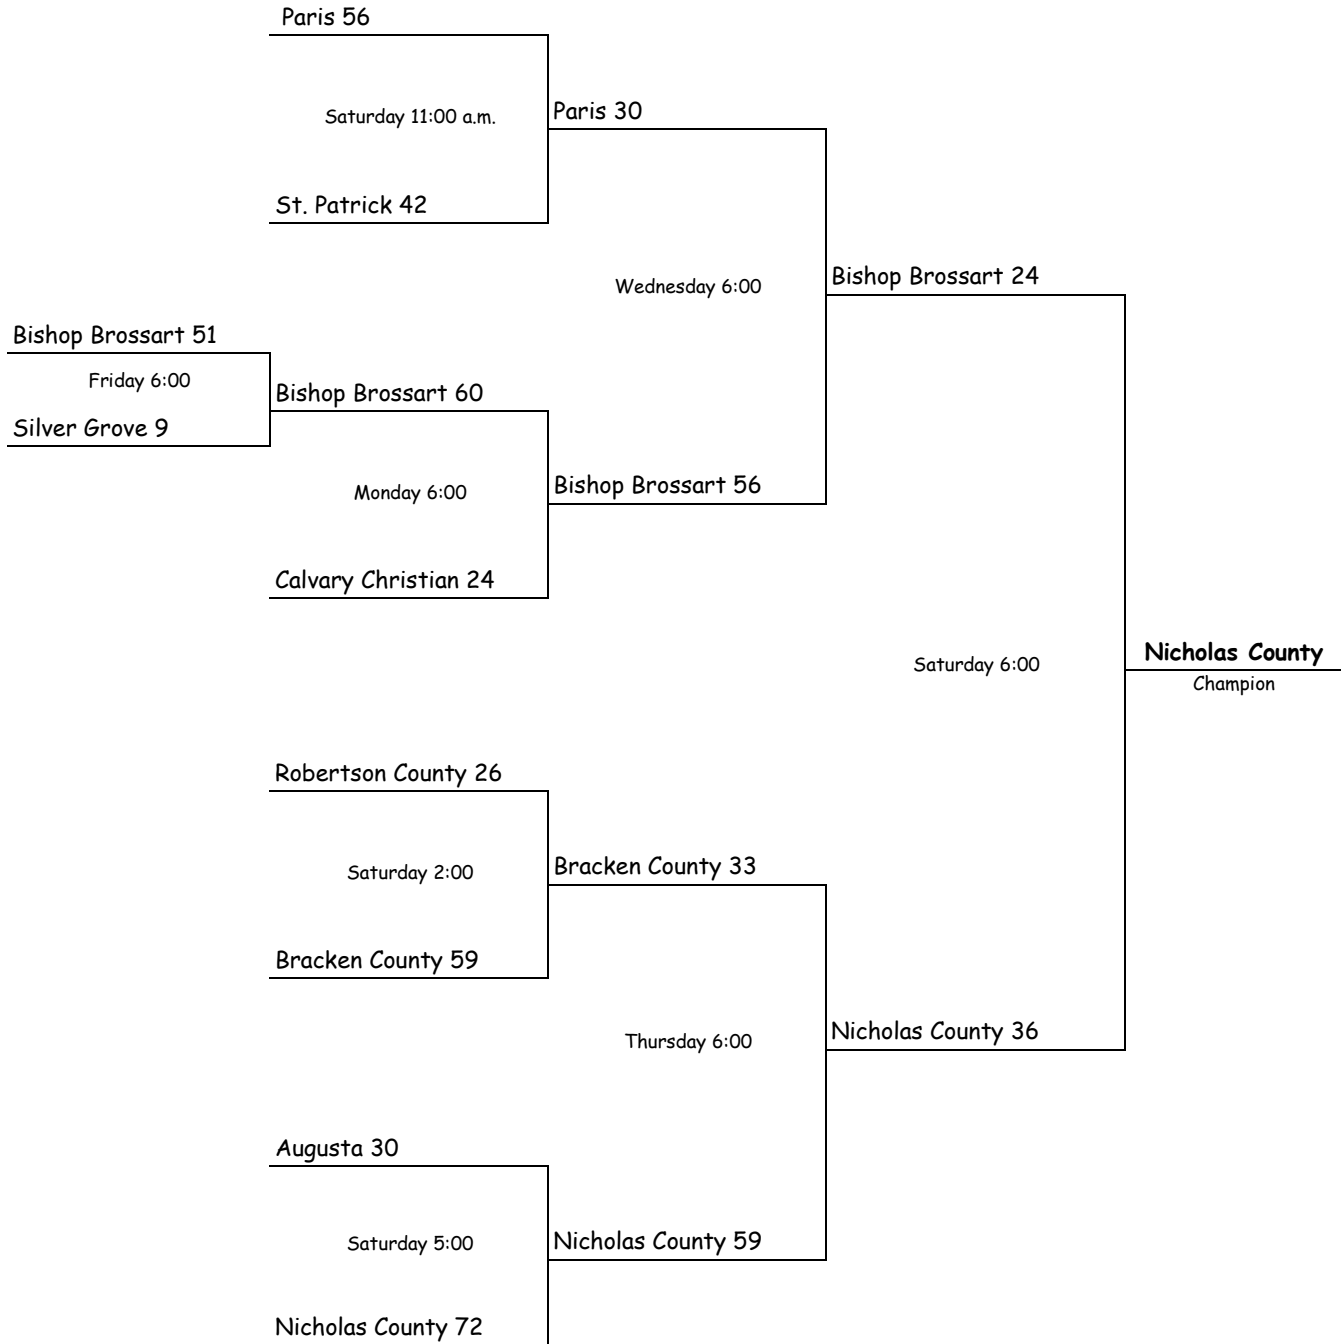 Paris 56
Saturday 11:00 a.m.
Paris 30
St. Patrick 42
Wednesday 6:00
Bishop Brossart 24
Bishop Brossart 51
Friday 6:00
Bishop Brossart 60
Silver Grove 9
Monday 6:00
Bishop Brossart 56
Calvary Christian 24
Saturday 6:00
Nicholas County
Champion
Robertson County 26
Saturday 2:00
Bracken County 33
Bracken County 59
Thursday 6:00
Nicholas County 36
Augusta 30
Saturday 5:00
Nicholas County 59
Nicholas County 72